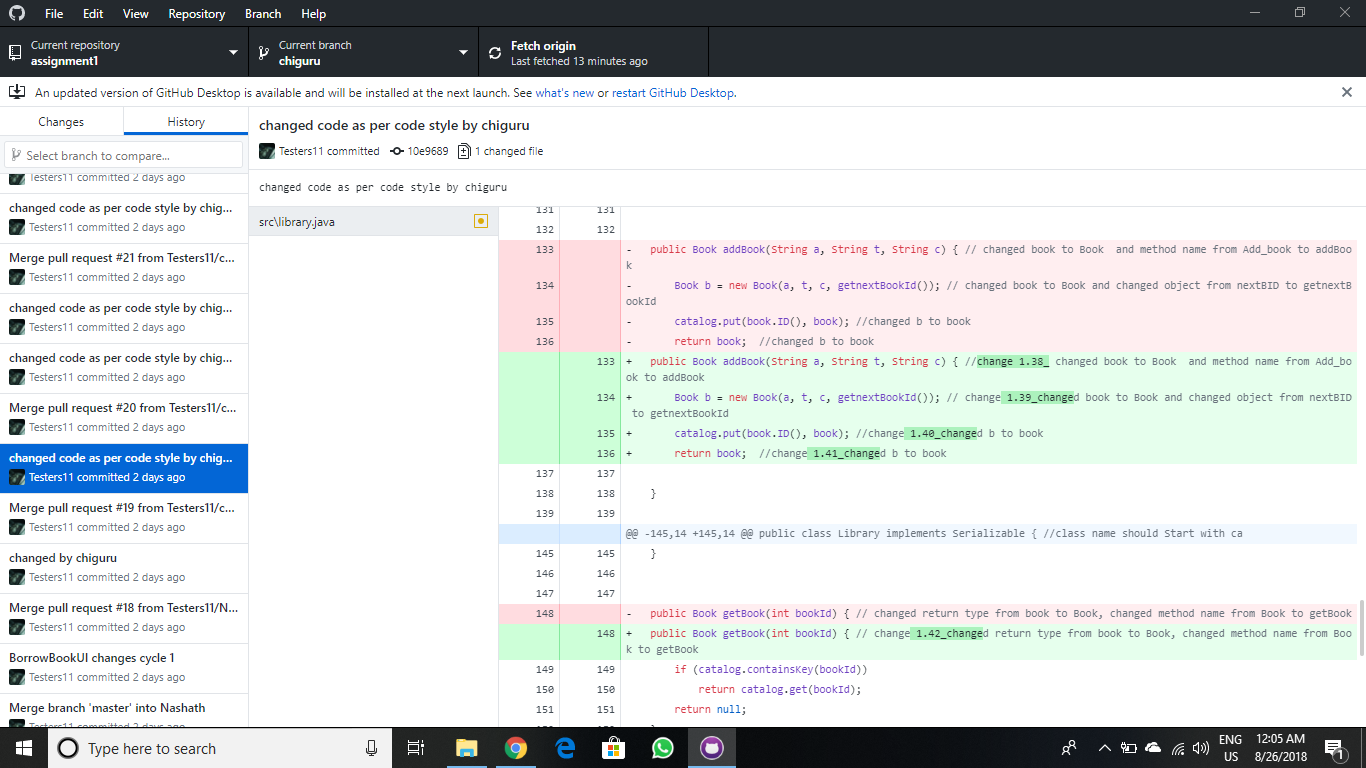 File Edit View Repository Branch Help
Current repository
assignment1
Current branch
chiguru
Fetch origin
Last fetched 13 minutes ago
An updated version of GitHub Desktop is available and will be installed at the next launch. See what's new or restart GitHub Desktop.
Changes
History
Select branch to compare...
Testers11 committed 2 days ago
changed code as per code style by chig...
Testers11 committed 2 days ago
Merge pull request #21 from Testers11/c...
Testers11 committed 2 days ago
changed code as per code style by chig...
Testers11 committed 2 days ago
changed code as per code style by chig...
Testers11 committed 2 days ago
Merge pull request #20 from Testers11/c...
Testers11 committed 2 days ago
changed code as per code style by chig...
Testers11 committed 2 days ago
Merge pull request #19 from Testers11/c...
Testers11 committed 2 days ago
changed by chiguru
Testers11 committed 2 days ago
Merge pull request #18 from Testers11/N...
Testers11 committed 2 days ago
BorrowBookUI changes cycle 1
Testers11 committed 2 days ago
Merge branch 'master' into Nashath
Testers11 committed 2 days ago
changed code as per code style by chiguru
Testers11 committed 10e9689 1 changed file
changed code as per code style by chiguru
src\library.java
131 131
132 132
133 - public Book addBook(String a, String t, String c) { // changed book to Book and method name from Add_book to addBoo
k
134 - Book b = new Book(a, t, c, getnextBookId()); // changed book to Book and changed object from nextBID to getnextB
ookId
135 - catalog.put(book.ID(), book); //changed b to book
136 - return book; //changed b to book
133 + public Book addBook(String a, String t, String c) { //change 1.38_ changed book to Book and method name from Add_bo
ok to addBook
134 + Book b = new Book(a, t, c, getnextBookId()); // change 1.39_changed book to Book and changed object from nextBID
to getnextBookId
135 + catalog.put(book.ID(), book); //change 1.40_changed b to book
136 + return book; //change 1.41_changed b to book
137 137
138 138 }
139 139
@@ -145,14 +145,14 @@ public class Library implements Serializable { //class name should Start with ca
145 145 }
146 146
147 147
148 - public Book getBook(int bookId) { // changed return type from book to Book, changed method name from Book to getBook
148 + public Book getBook(int bookId) { // change 1.42_changed return type from book to Book, changed method name from Boo
k to getBook
149 149 if (catalog.containsKey(bookId))
150 150 return catalog.get(bookId);
151 151 return null;
Type here to search
ENG
US
12:05 AM
8/26/2018
1